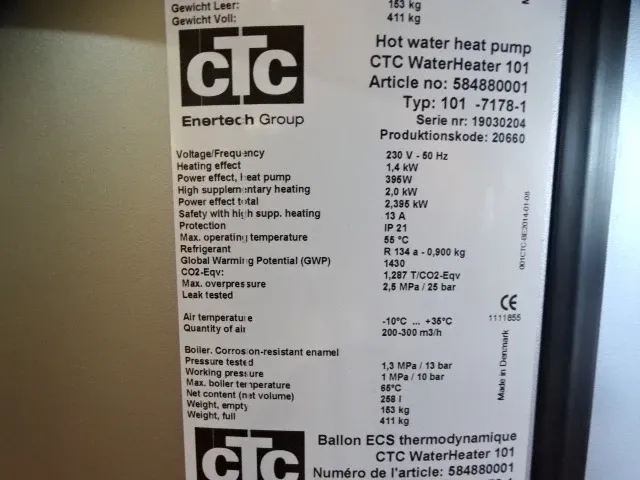 Gewicht Leer: 153 kg
Gewicht Voll: 411 kg
CTC
Enertech Group
Hot water heat pump
CTC WaterHeater 101
Article no: 584880001
Typ: 101 -7178-1
Serie nr: 19030204
Produktionskode: 20660
Voltage/Frequency 230 V - 50 Hz
Heating effect 1,4 kW
Power effect, heat pump 395W
High supplementary heating 2,0 kW
Power effect total 2,395 kW
Safety with high supp. heating 13 A
Protection IP 21
Max. operating temperature 55 °C
Refrigerant R 134 a - 0,900 kg
Global Warming Potential (GWP) 1430
CO2-Eqv: 1,287 T/CO2-Eqv
Max. overpressure 2,5 MPa / 25 bar
Leak tested
Air temperature -10°C ... +35°C
Quantity of air 200-300 m3/h
Boiler. Corrosion-resistant enamel
Pressure tested 1,3 MPa / 13 bar
Working pressure 1 MPa / 10 bar
Max. boiler temperature 65°C
Net content (net volume) 258 l
Weight, empty 153 kg
Weight, full 411 kg
001CTC-BE2014-01-08
CE
1111855
Made in Denmark
CTC
Ballon ECS thermodynamique
CTC WaterHeater 101
Numéro de l'article: 584880001